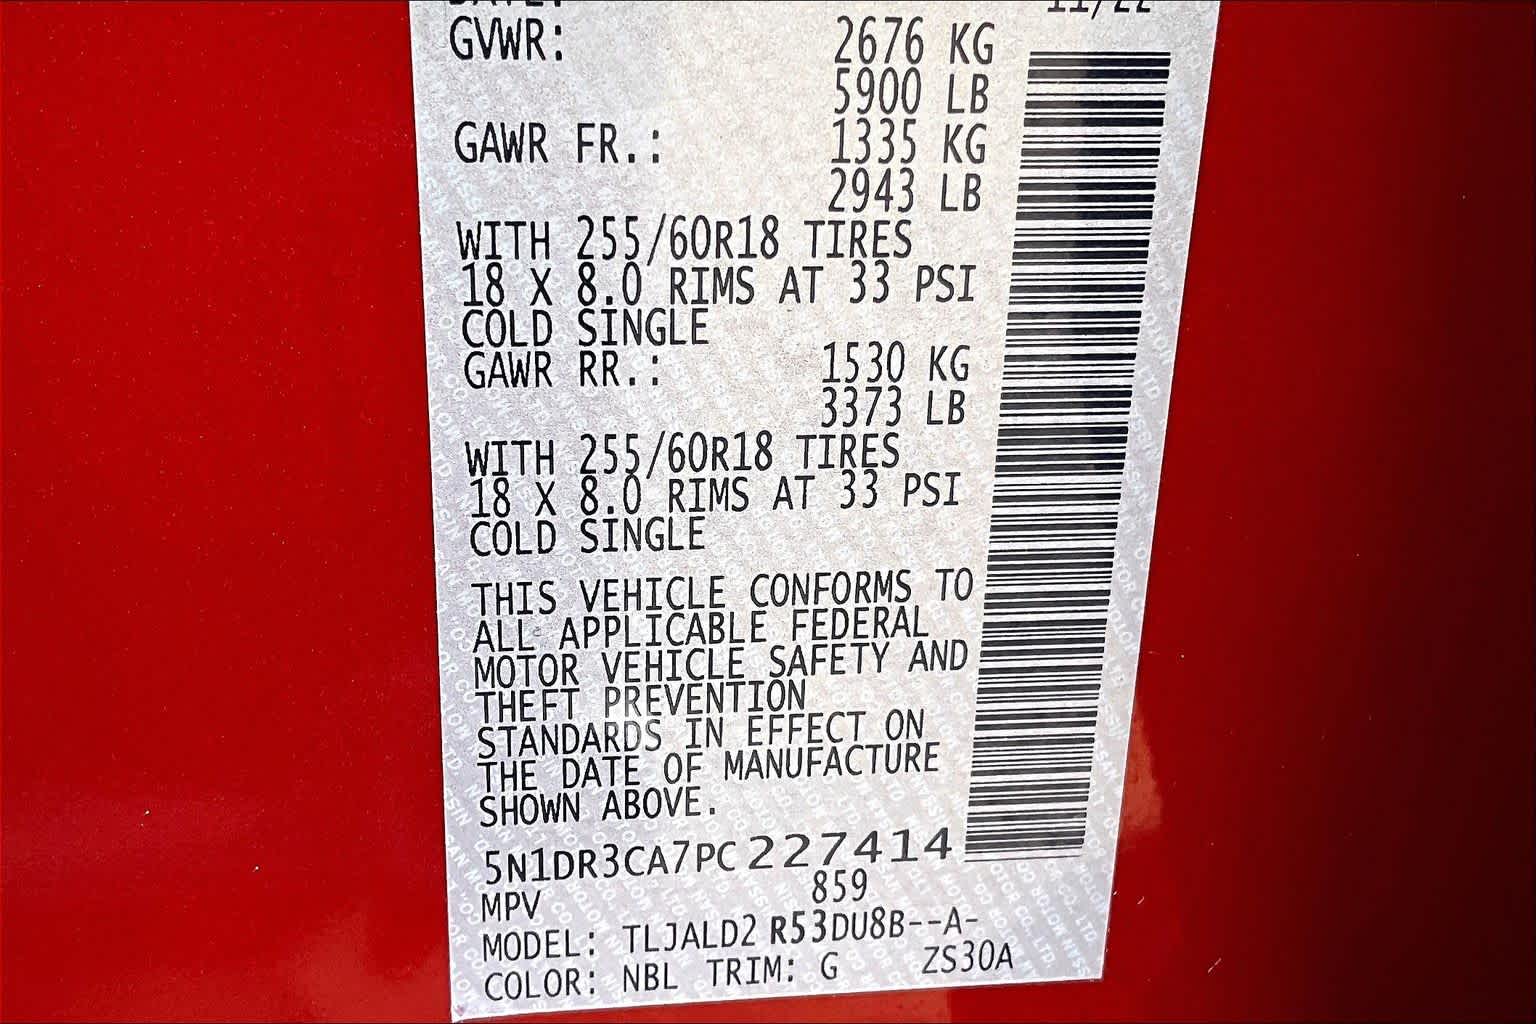 DATE: 11/22
GVWR: 2676 KG
5900 LB
GAWR FR.: 1335 KG
2943 LB
WITH 255/60R18 TIRES
18 X 8.0 RIMS AT 33 PSI
COLD SINGLE
GAWR RR.: 1530 KG
3373 LB
WITH 255/60R18 TIRES
18 X 8.0 RIMS AT 33 PSI
COLD SINGLE
THIS VEHICLE CONFORMS TO
ALL APPLICABLE FEDERAL
MOTOR VEHICLE SAFETY AND
THEFT PREVENTION
STANDARDS IN EFFECT ON
THE DATE OF MANUFACTURE
SHOWN ABOVE.
5N1DR3CA7PC227414
MPV 859
MODEL: TLJALD2 R53DU8B--A-
COLOR: NBL TRIM: G ZS30A